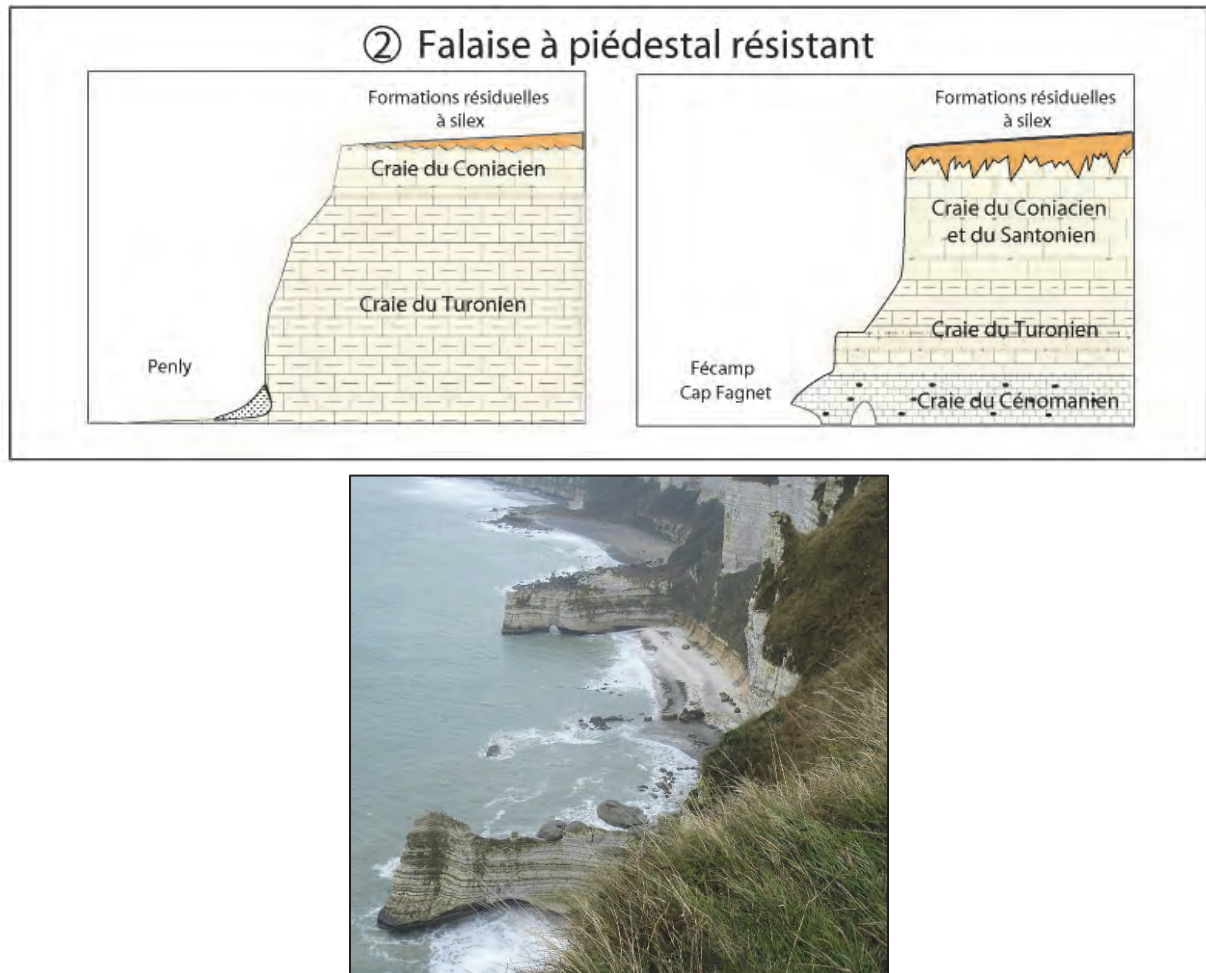 ② Falaise à piédestal résistant
Formations résiduelles
à silex
Craie du Coniacien
Craie du Turonien
Penly
Formations résiduelles
à silex
Craie du Coniacien
et du Santonien
Craie du Turonien
Fécamp
Cap Fagnet
Craie du Cénomanien